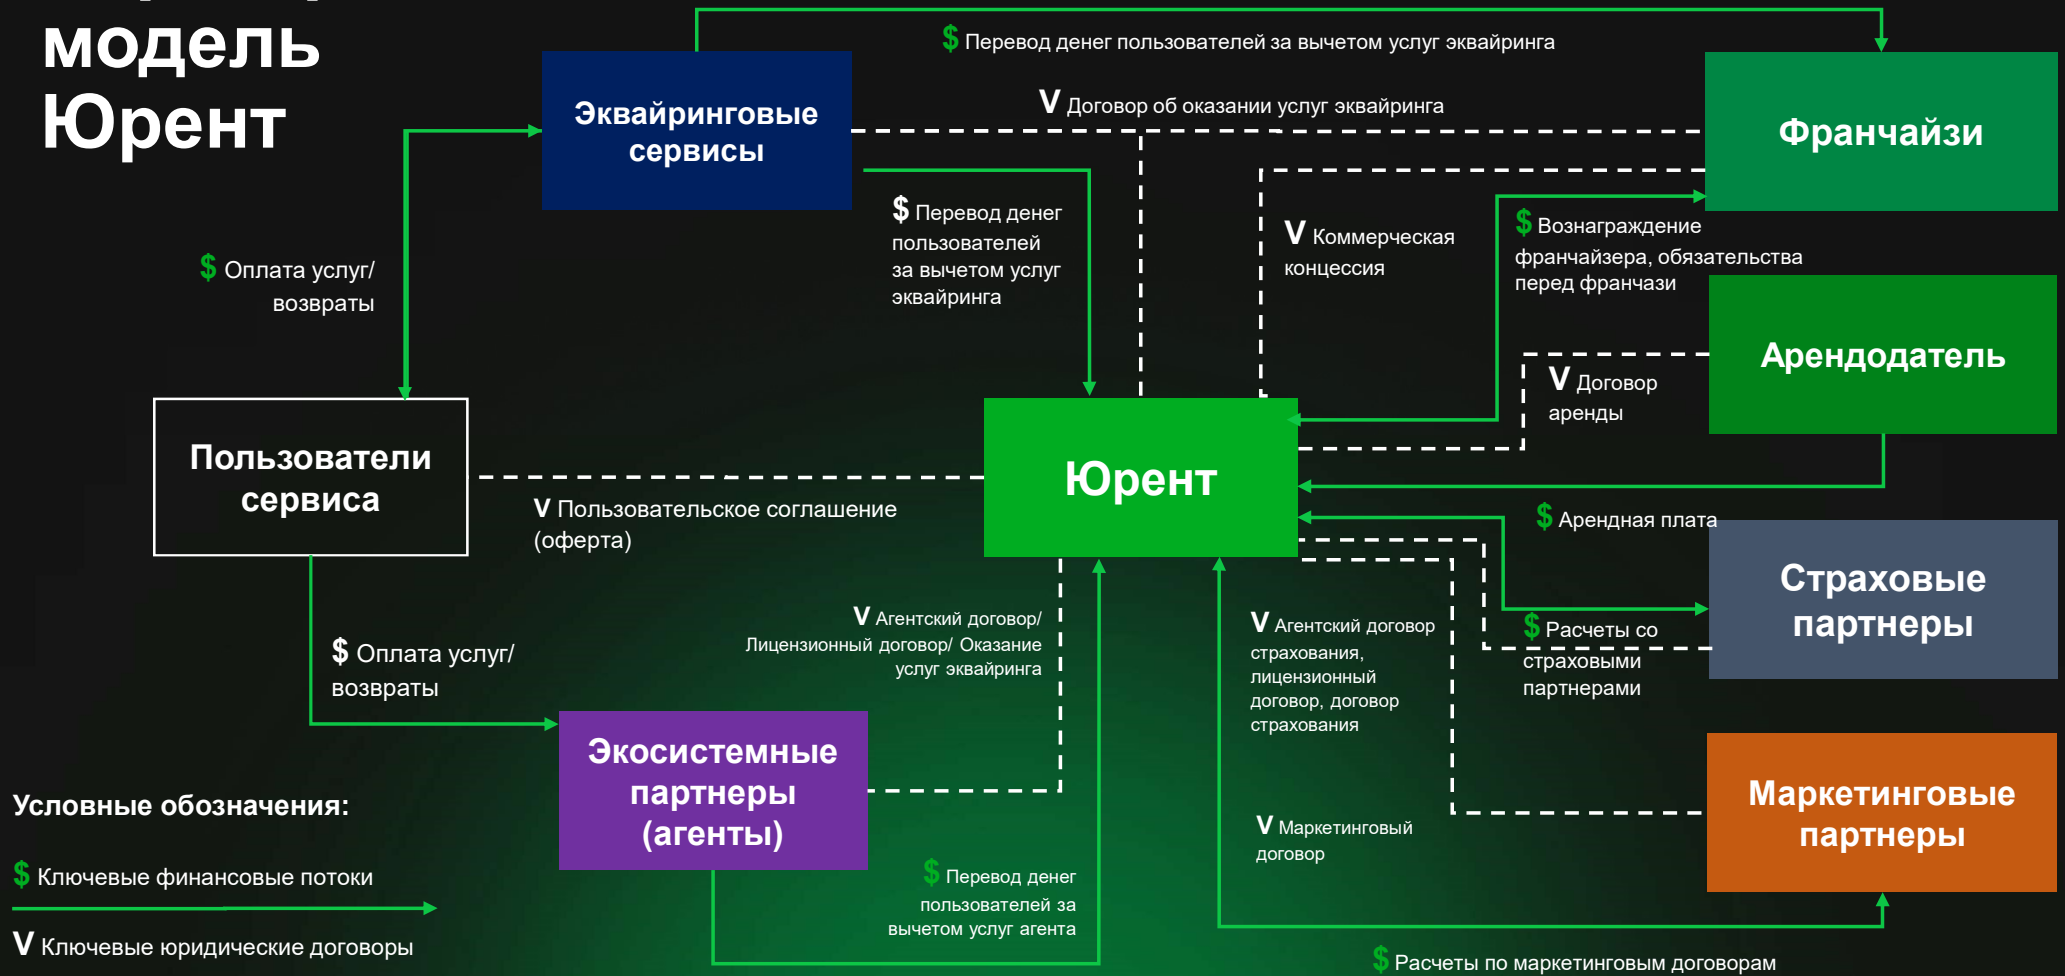 модель
Юрент
$ Перевод денег пользователей за вычетом услуг эквайринга
Эквайринговые
сервисы
V Договор об оказании услуг эквайринга
Франчайзи
$ Перевод денег
пользователей
за вычетом услуг
эквайринга
V Коммерческая
концессия
$ Вознаграждение
франчайзера, обязательства
перед франчази
$ Оплата услуг/
возвраты
Арендодатель
V Договор
аренды
Пользователи
сервиса
Юрент
V Пользовательское соглашение
(оферта)
$ Арендная плата
Страховые
партнеры
V Агентский договор/
Лицензионный договор/ Оказание
услуг эквайринга
V Агентский договор
страхования,
лицензионный
договор, договор
страхования
$ Расчеты со
страховыми
партнерами
$ Оплата услуг/
возвраты
Экосистемные
партнеры
(агенты)
Маркетинговые
партнеры
V Маркетинговый
договор
$ Перевод денег
пользователей за
вычетом услуг агента
$ Расчеты по маркетинговым договорам
Условные обозначения:
$ Ключевые финансовые потоки
V Ключевые юридические договоры